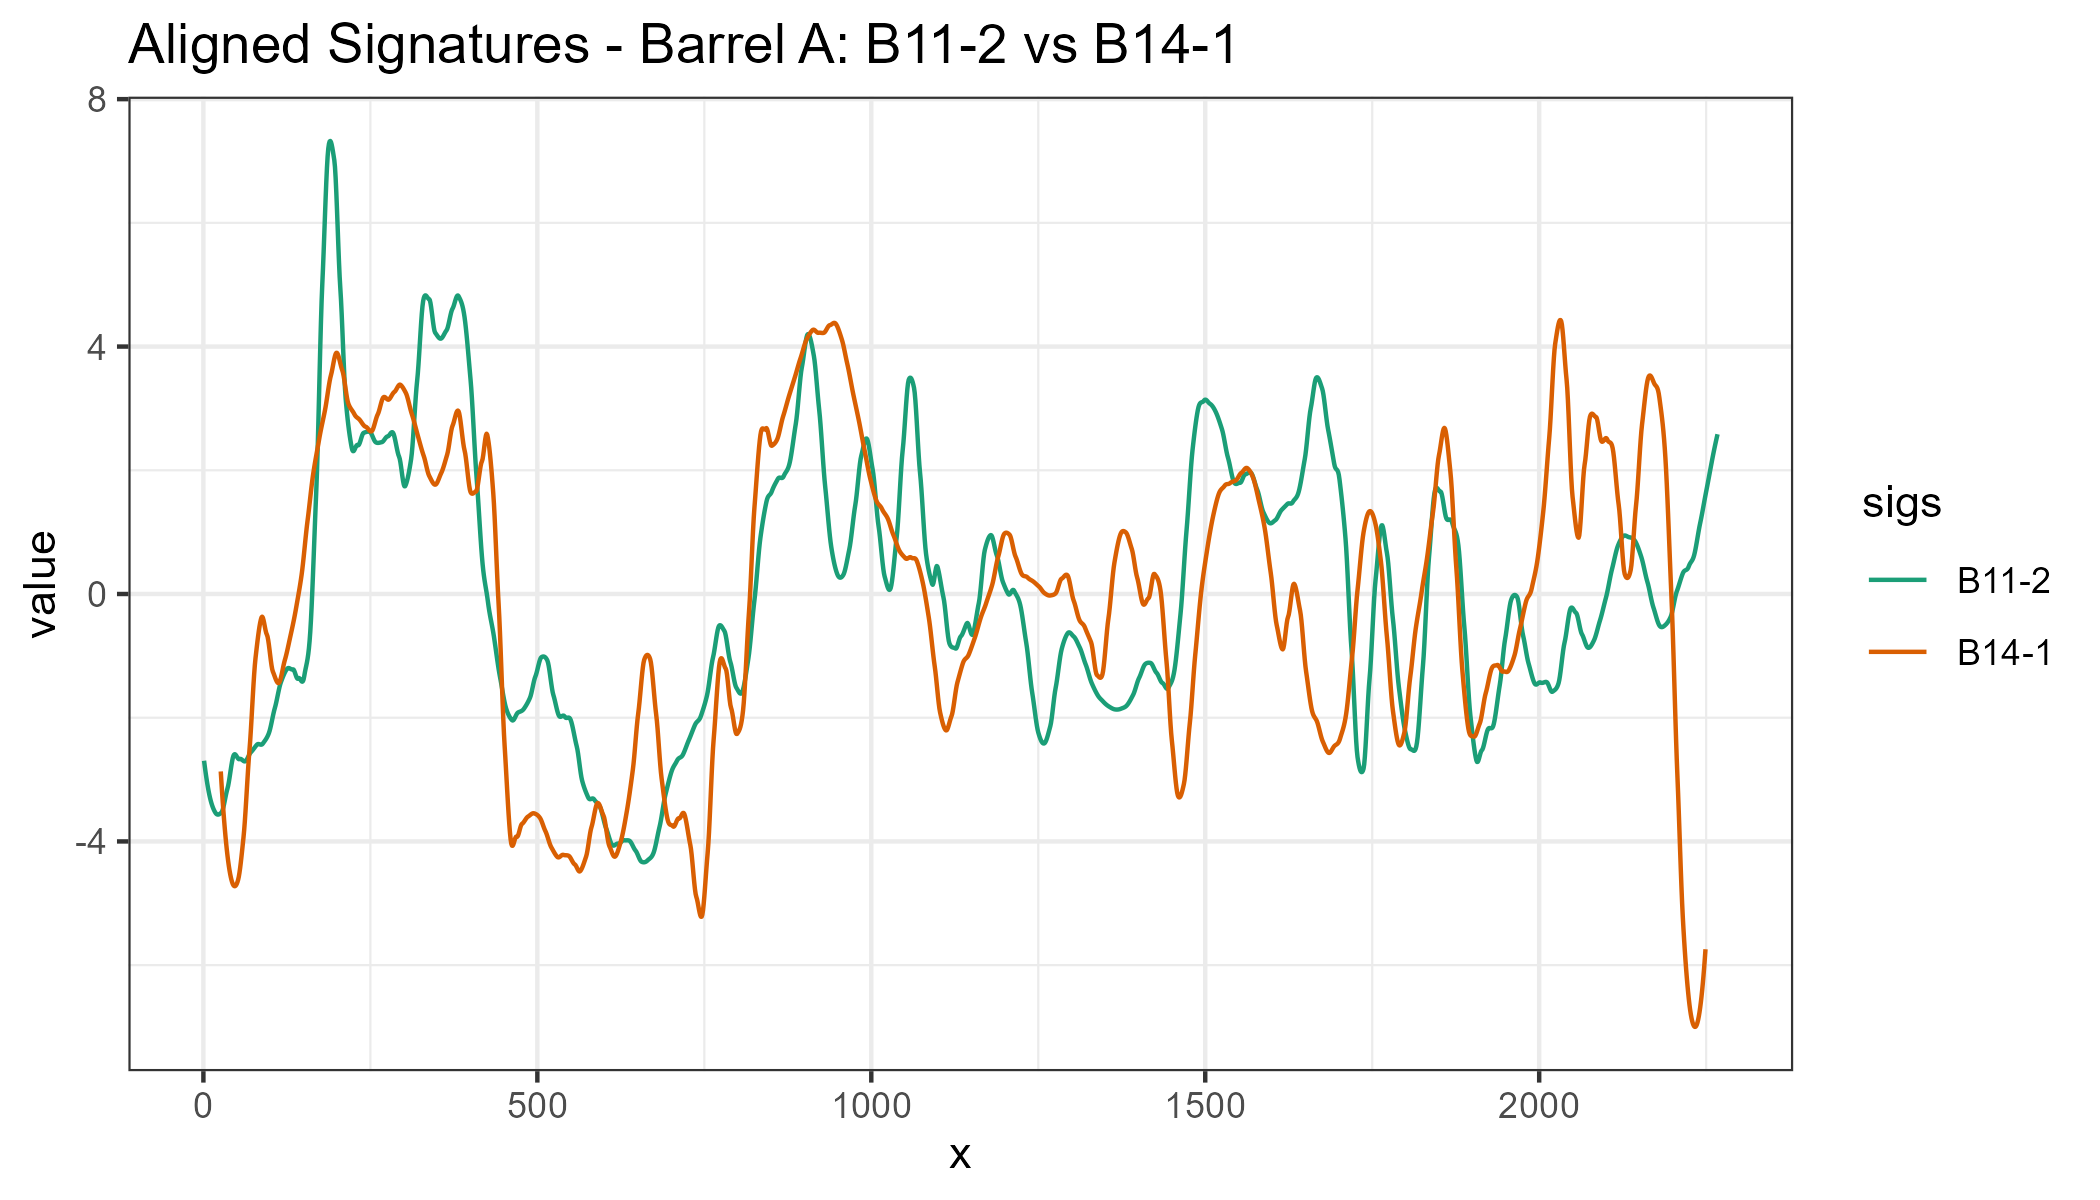 Aligned Signatures - Barrel A: B11-2 vs B14-1
8
4
0
-4
value
0 500 1000 1500 2000
x
sigs
B11-2
B14-1